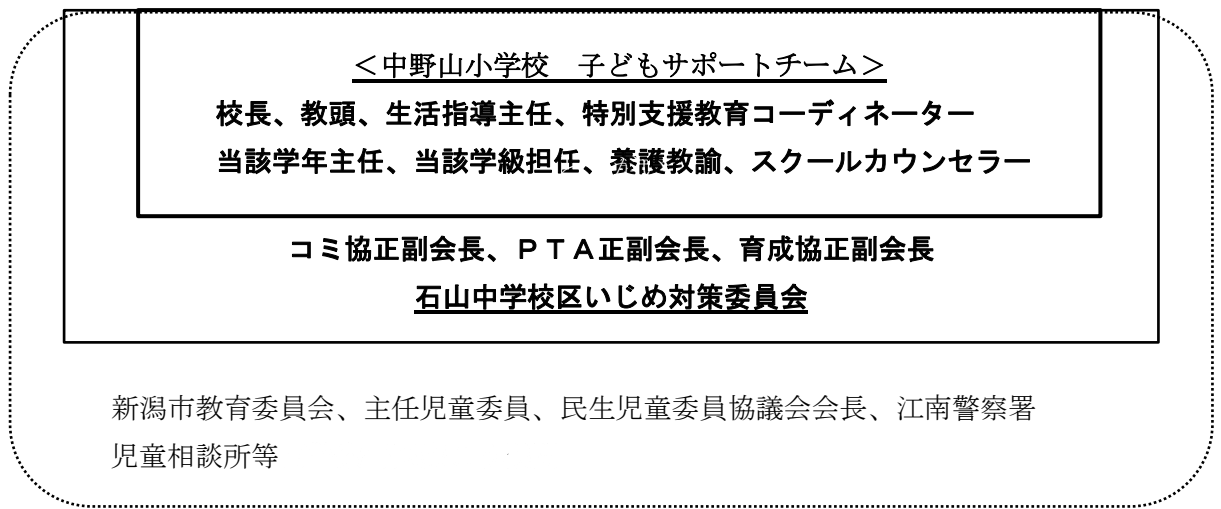 ＜中野山小学校　子どもサポートチーム＞
校長、教頭、生活指導主任、特別支援教育コーディネーター
当該学年主任、当該学級担任、養護教諭、スクールカウンセラー
コミ協正副会長、ＰＴＡ正副会長、育成協正副会長
石山中学校区いじめ対策委員会
新潟市教育委員会、主任児童委員、民生児童委員協議会会長、江南警察署
児童相談所等